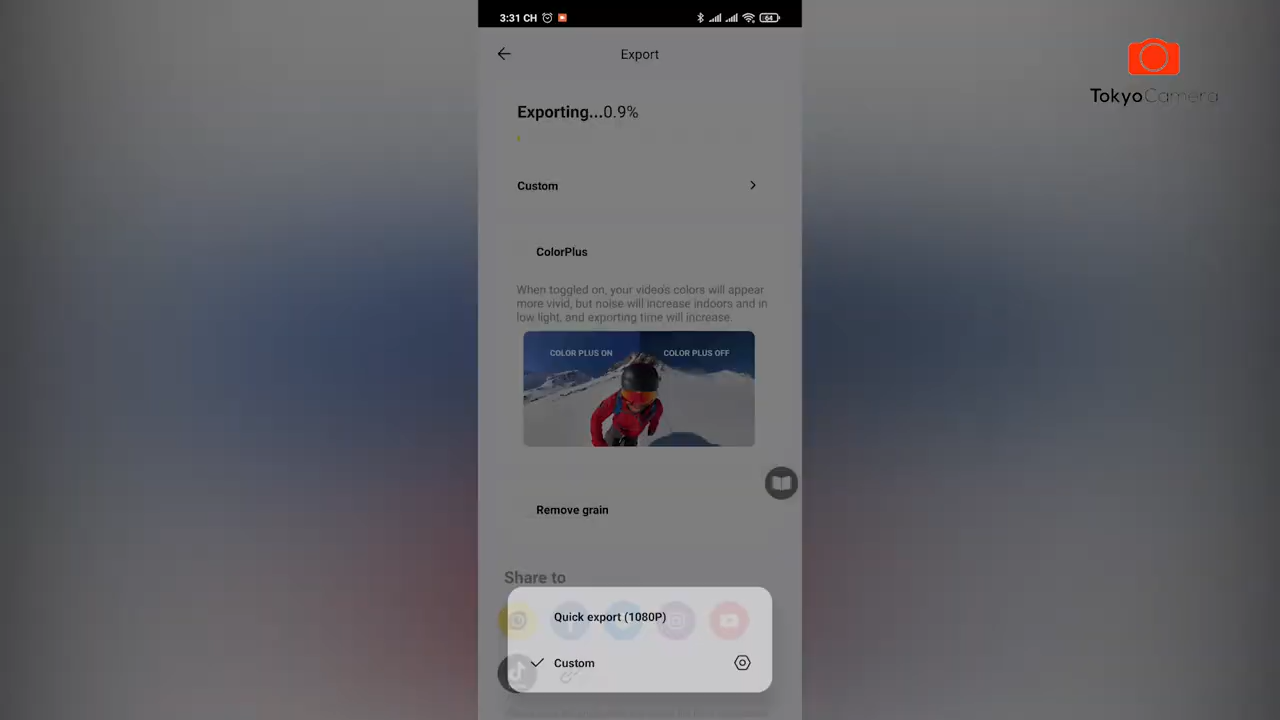 3:31 CH
64
Export
TokyoCamera
Exporting...0.9%
Custom
ColorPlus
When toggled on, your video's colors will appear
more vivid, but noise will increase indoors and in
low light, and exporting time will increase.
COLOR PLUS ON
COLOR PLUS OFF
Remove grain
Share to
Quick export (1080P)
Custom